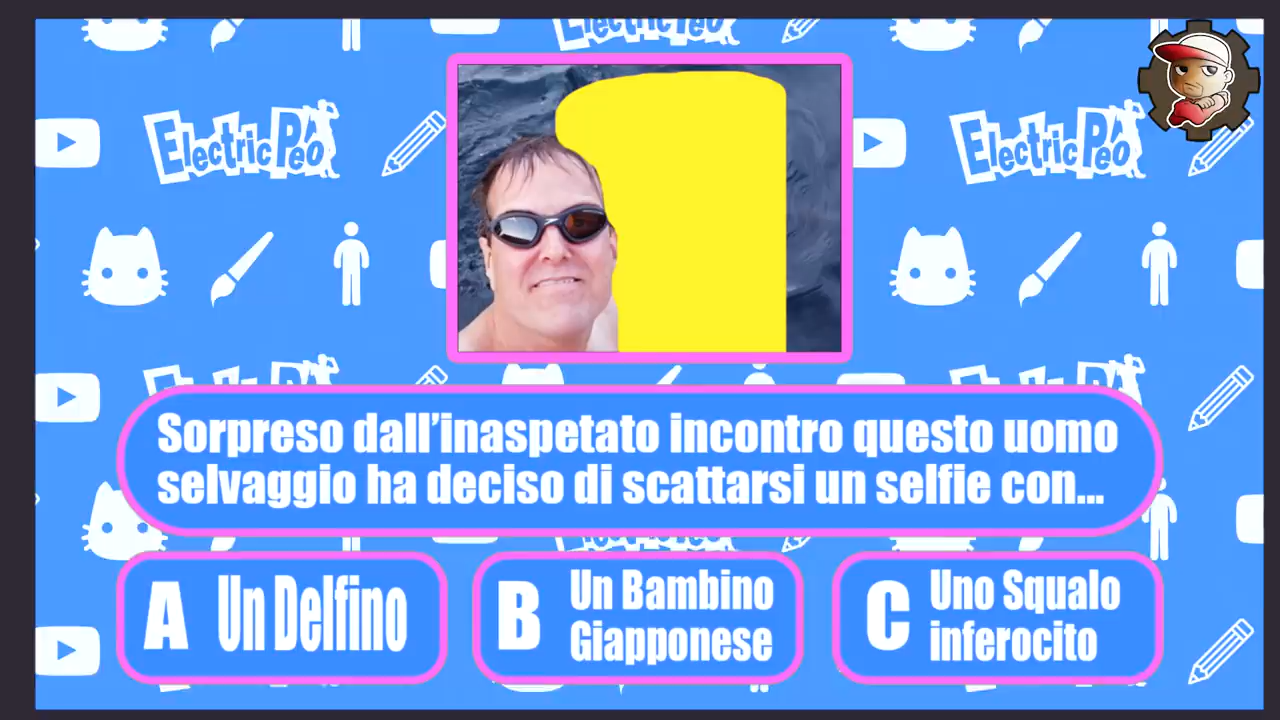 ElectricPeo
ElectricPeo
ElectricPeo
Sorpreso dall'inaspetato incontro questo uomo
selvaggio ha deciso di scattarsi un selfie con...
A Un Delfino
B Un Bambino
Giapponese
C Uno Squalo
inferocito